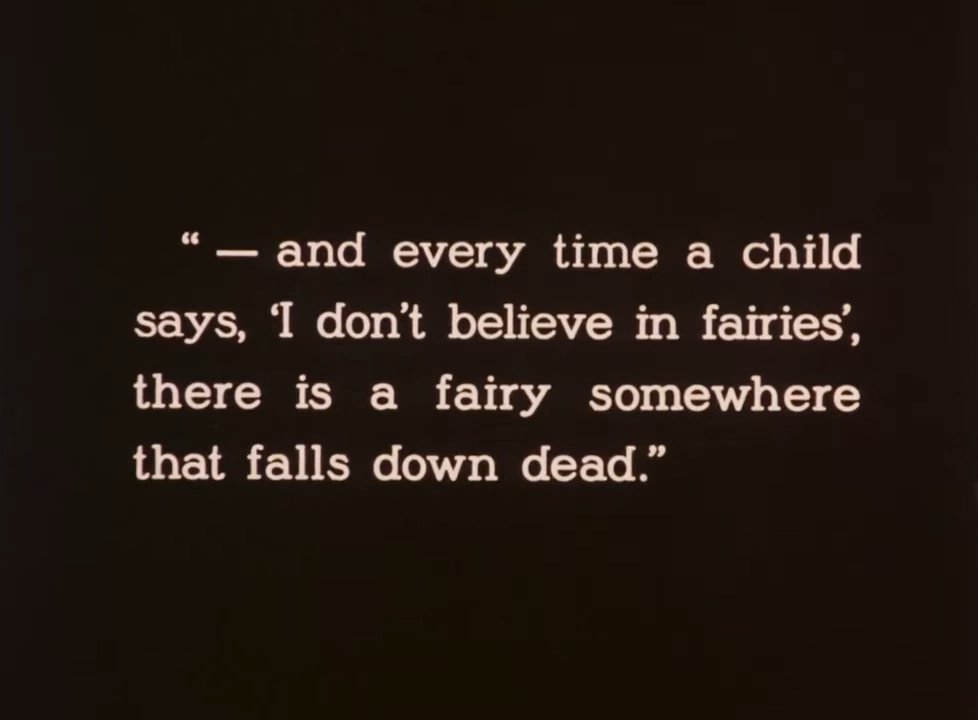 “ — and every time a child
says, ‘I don’t believe in fairies’,
there is a fairy somewhere
that falls down dead.”